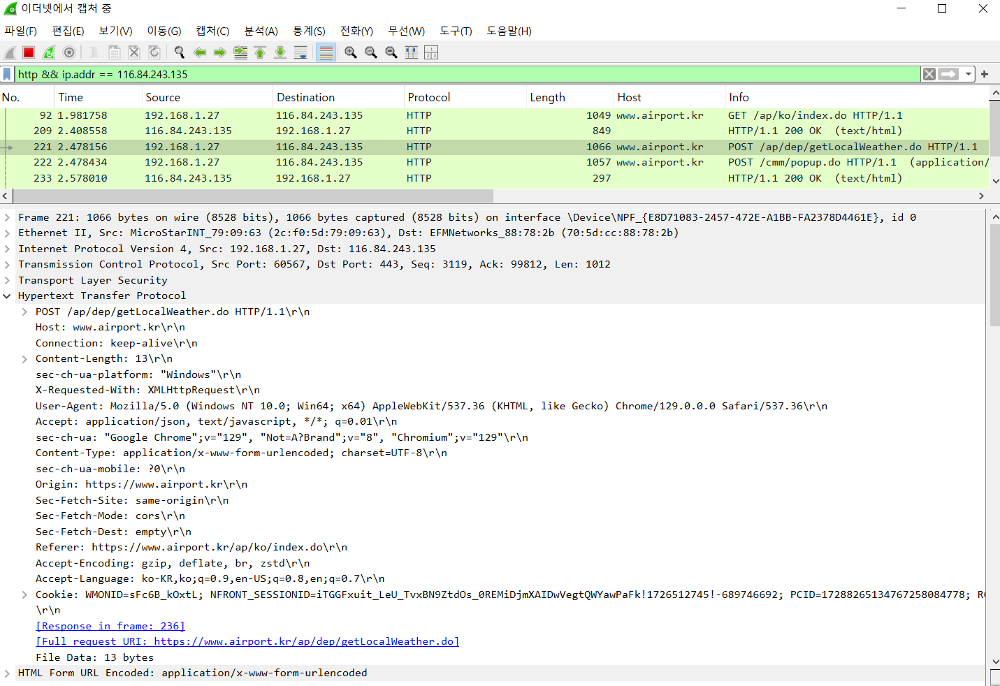 이더넷에서 캡처 중
파일(F) 편집(E) 보기(V) 이동(G) 캡처(C) 분석(A) 통계(S) 전화(Y) 무선(W) 도구(T) 도움말(H)
http && ip.addr == 116.84.243.135
No. Time Source Destination Protocol Length Host Info
92 1.981758 192.168.1.27 116.84.243.135 HTTP 1049 www.airport.kr GET /ap/ko/index.do HTTP/1.1
209 2.408558 116.84.243.135 192.168.1.27 HTTP 849 HTTP/1.1 200 OK (text/html)
221 2.478156 192.168.1.27 116.84.243.135 HTTP 1066 www.airport.kr POST /ap/dep/getLocalWeather.do HTTP/1.1
222 2.478434 192.168.1.27 116.84.243.135 HTTP 1057 www.airport.kr POST /cmm/popup.do HTTP/1.1 (application/
233 2.578010 116.84.243.135 192.168.1.27 HTTP 297 HTTP/1.1 200 OK (text/html)
Frame 221: 1066 bytes on wire (8528 bits), 1066 bytes captured (8528 bits) on interface \Device\NPF_{E8D71083-2457-472E-A1BB-FA2378D4461E}, id 0
Ethernet II, Src: MicroStarINT_79:09:63 (2c:f0:5d:79:09:63), Dst: EFMNetworks_88:78:2b (70:5d:cc:88:78:2b)
Internet Protocol Version 4, Src: 192.168.1.27, Dst: 116.84.243.135
Transmission Control Protocol, Src Port: 60567, Dst Port: 443, Seq: 3119, Ack: 99812, Len: 1012
Transport Layer Security
Hypertext Transfer Protocol
POST /ap/dep/getLocalWeather.do HTTP/1.1\r\n
Host: www.airport.kr\r\n
Connection: keep-alive\r\n
Content-Length: 13\r\n
sec-ch-ua-platform: "Windows"\r\n
X-Requested-With: XMLHttpRequest\r\n
User-Agent: Mozilla/5.0 (Windows NT 10.0; Win64; x64) AppleWebKit/537.36 (KHTML, like Gecko) Chrome/129.0.0.0 Safari/537.36\r\n
Accept: application/json, text/javascript, */*; q=0.01\r\n
sec-ch-ua: "Google Chrome";v="129", "Not=A?Brand";v="8", "Chromium";v="129"\r\n
Content-Type: application/x-www-form-urlencoded; charset=UTF-8\r\n
sec-ch-ua-mobile: ?0\r\n
Origin: https://www.airport.kr\r\n
Sec-Fetch-Site: same-origin\r\n
Sec-Fetch-Mode: cors\r\n
Sec-Fetch-Dest: empty\r\n
Referer: https://www.airport.kr/ap/ko/index.do\r\n
Accept-Encoding: gzip, deflate, br, zstd\r\n
Accept-Language: ko-KR,ko;q=0.9,en-US;q=0.8,en;q=0.7\r\n
Cookie: WMONID=sFc6B_kOxtL; NFRONT_SESSIONID=iTGGFxuit_LeU_TvxBN9ZtdOs_0REMiDjmXAIDwVegtQWYawPaFk!1726512745!-689746692; PCID=17288265134767258084778;
\r\n
[Response in frame: 236]
[Full request URI: https://www.airport.kr/ap/dep/getLocalWeather.do]
File Data: 13 bytes
HTML Form URL Encoded: application/x-www-form-urlencoded